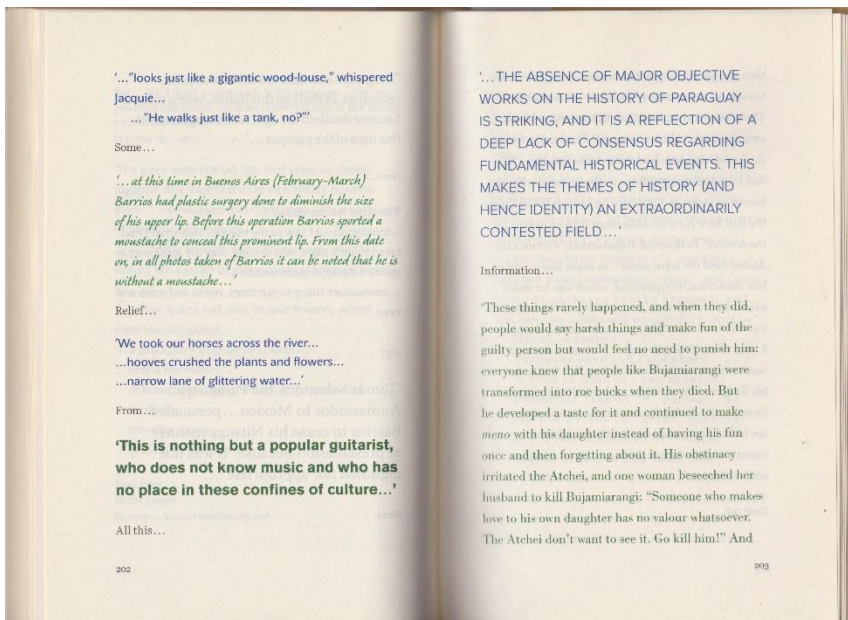 ‘…“looks just like a gigantic wood-louse,” whispered
Jacquie…
…“He walks just like a tank, no?”’
Some…
‘…at this time in Buenos Aires (February-March)
Barrios had plastic surgery done to diminish the size
of his upper lip. Before this operation Barrios sported a
moustache to conceal this prominent lip. From this date
on, in all photos taken of Barrios it can be noted that he is
without a moustache…’
Relief…
‘We took our horses across the river…
…hooves crushed the plants and flowers…
…narrow lane of glittering water…’
From…
‘This is nothing but a popular guitarist,
who does not know music and who has
no place in these confines of culture…’
All this…
202
‘…THE ABSENCE OF MAJOR OBJECTIVE
WORKS ON THE HISTORY OF PARAGUAY
IS STRIKING, AND IT IS A REFLECTION OF A
DEEP LACK OF CONSENSUS REGARDING
FUNDAMENTAL HISTORICAL EVENTS. THIS
MAKES THE THEMES OF HISTORY (AND
HENCE IDENTITY) AN EXTRAORDINARILY
CONTESTED FIELD…’
Information…
‘These things rarely happened, and when they did,
people would say harsh things and make fun of the
guilty person but would feel no need to punish him:
everyone knew that people like Bujamiarangi were
transformed into roe bucks when they died. But
he developed a taste for it and continued to make
meno with his daughter instead of having his fun
once and then forgetting about it. His obstinacy
irritated the Atchei, and one woman beseeched her
husband to kill Bujamiarangi: “Someone who makes
love to his own daughter has no valour whatsoever.
The Atchei don’t want to see it. Go kill him!” And
203